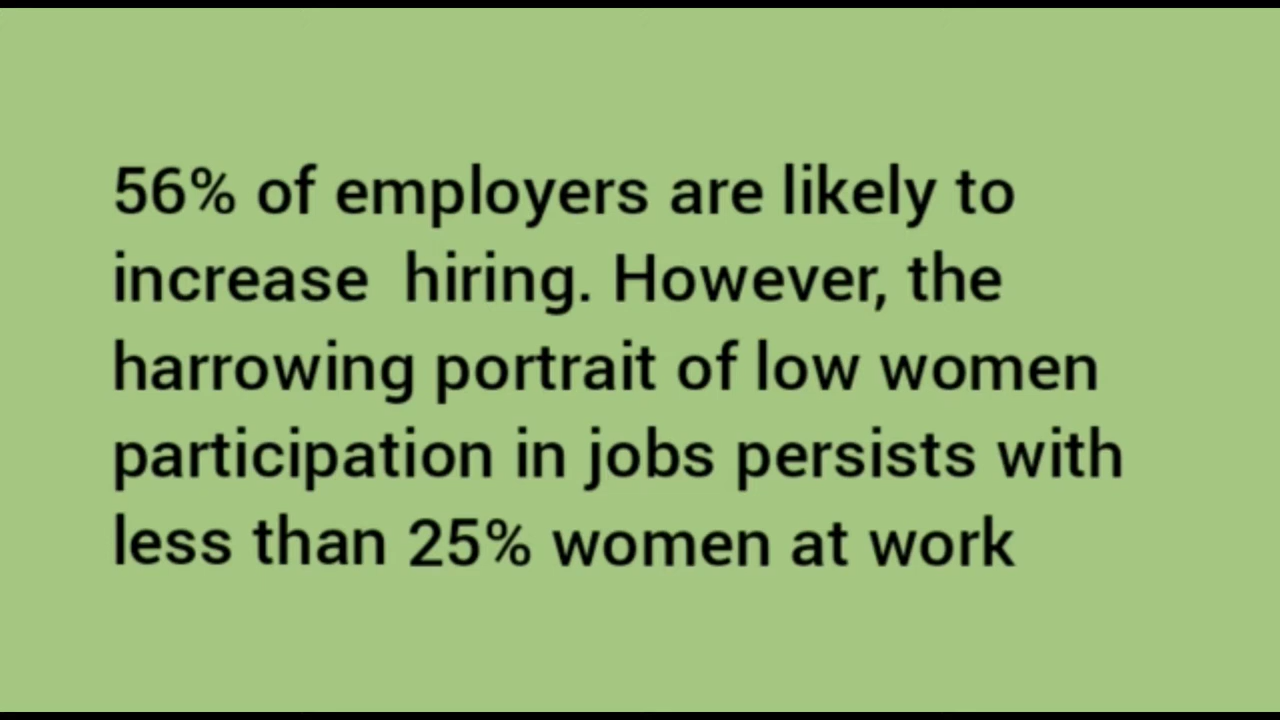 56% of employers are likely to
increase  hiring. However, the
harrowing portrait of low women
participation in jobs persists with
less than 25% women at work